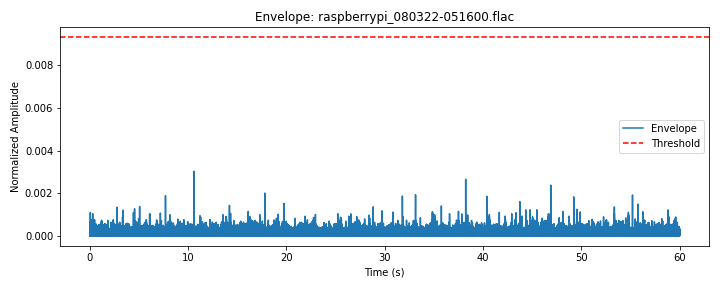 Envelope: raspberrypi_080322-051600.flac
Normalized Amplitude
0.008
0.006
0.004
0.002
0.000
Envelope
Threshold
0 10 20 30 40 50 60
Time (s)